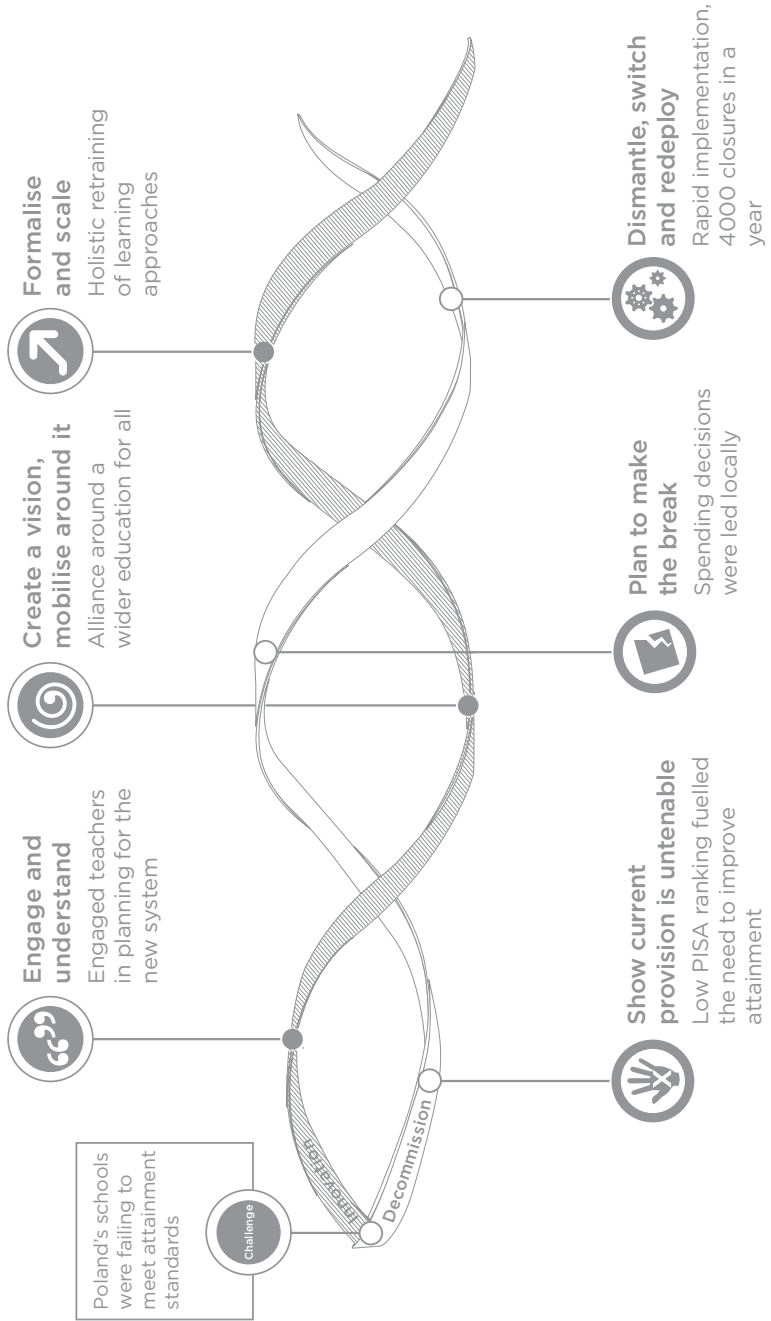 Poland's schools
were failing to
meet attainment
standards
Challenge
Innovation
Decommission
Engage and
understand
Engaged teachers
in planning for the
new system
Create a vision,
mobilise around it
Alliance around a
wider education for all
Formalise
and scale
Holistic retraining
of learning
approaches
Show current
provision is untenable
Low PISA ranking fuelled
the need to improve
attainment
Plan to make
the break
Spending decisions
were led locally
Dismantle, switch
and redeploy
Rapid implementation,
4000 closures in a
year